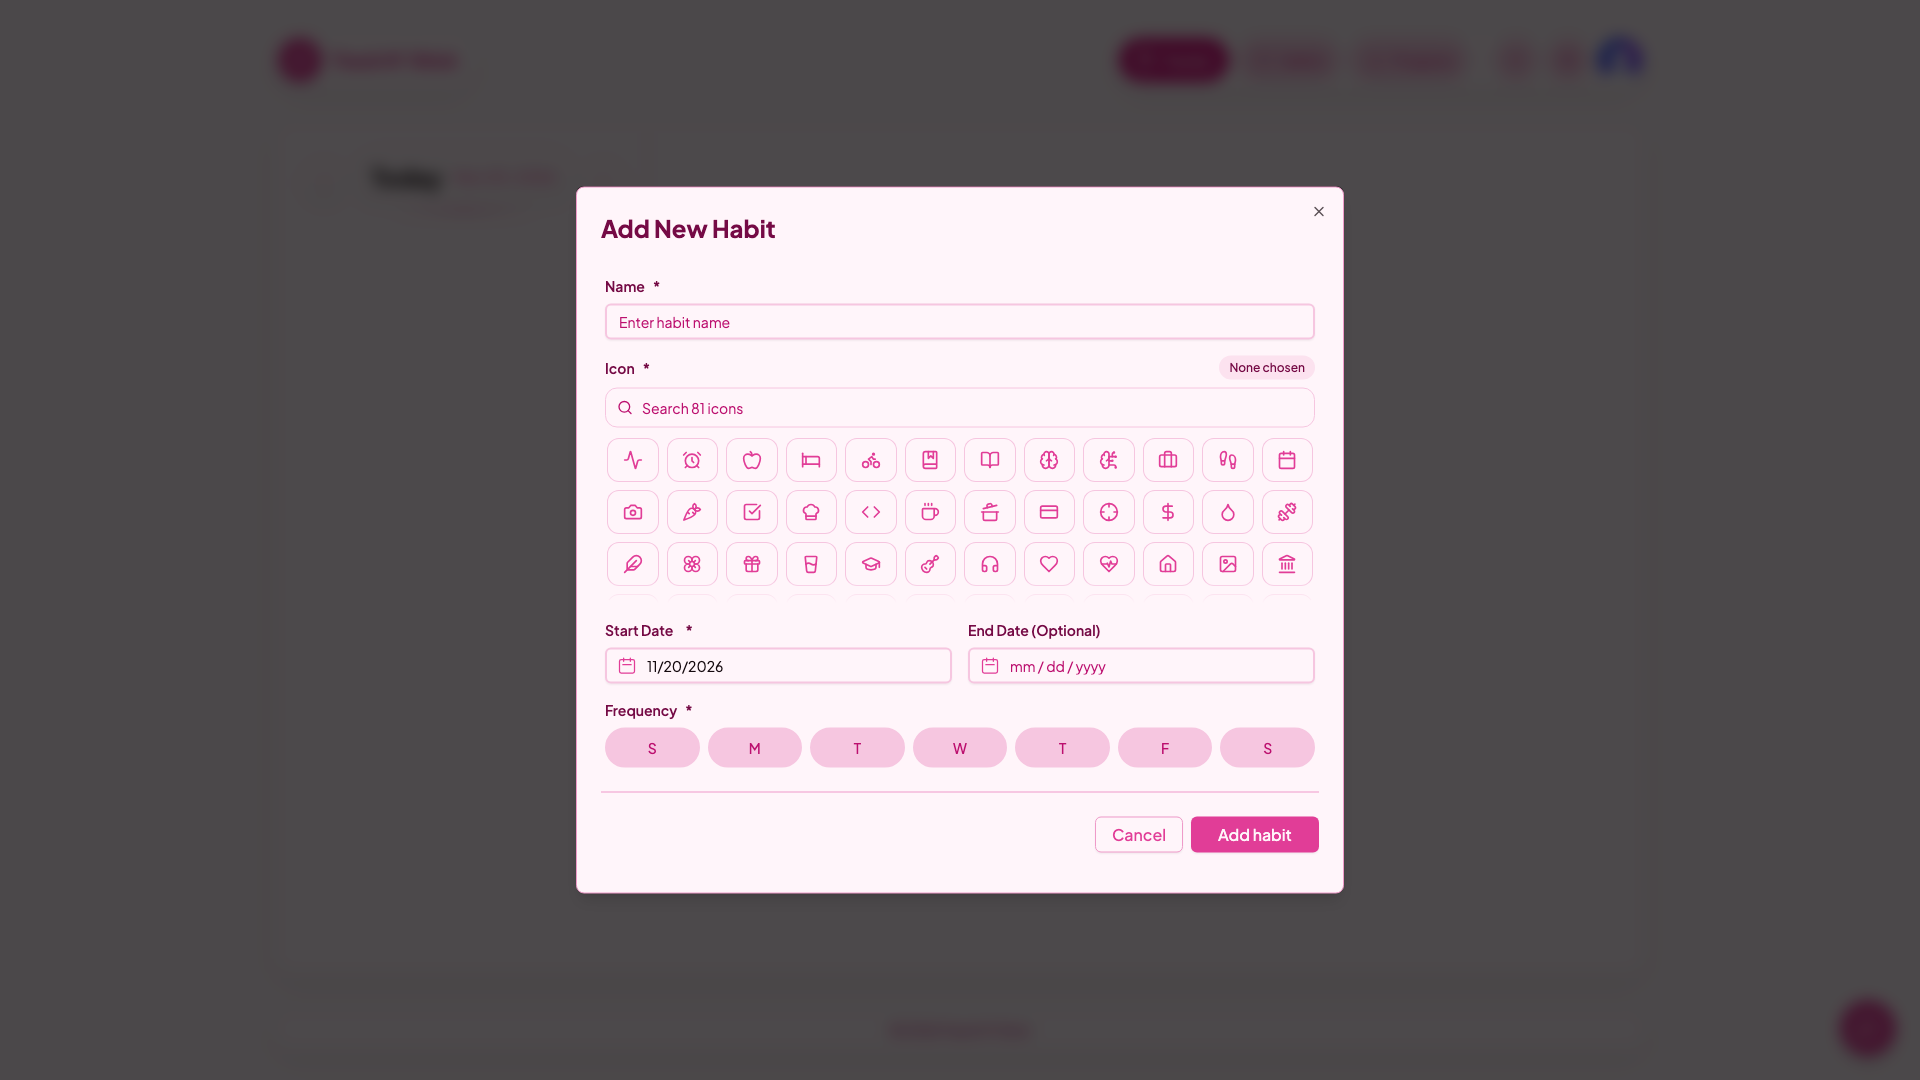 Today
Add New Habit
Name *
Enter habit name
Icon *
None chosen
Search 81 icons
Start Date *
End Date (Optional)
11/20/2026
mm / dd / yyyy
Frequency *
S M T W T F S
Cancel
Add habit